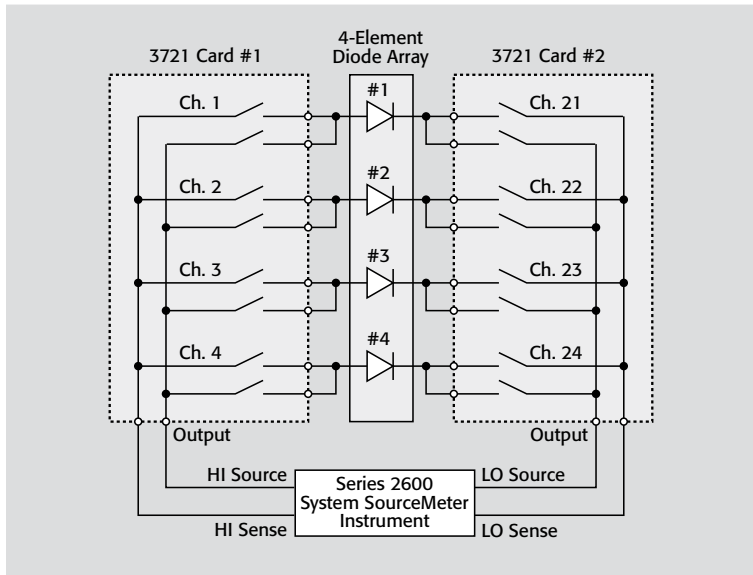 4-Element
Diode Array
3721 Card #1
3721 Card #2
Ch. 1
#1
Ch. 21
Ch. 2
#2
Ch. 22
Ch. 3
#3
Ch. 23
Ch. 4
#4
Ch. 24
Output
Output
HI Source
LO Source
Series 2600
System SourceMeter
Instrument
HI Sense
LO Sense